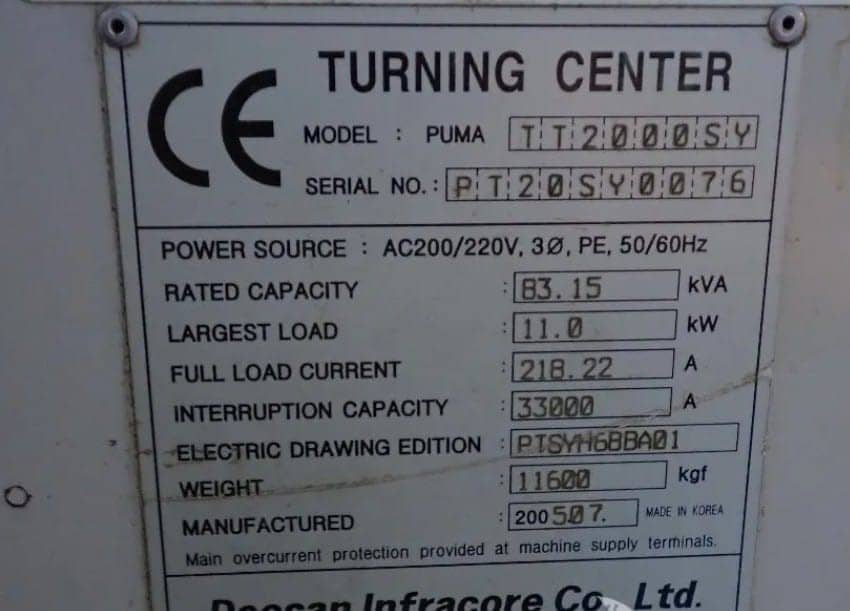 CE TURNING CENTER
MODEL : PUMA TT2000SY
SERIAL NO. : PT20SY0076
POWER SOURCE : AC200/220V, 3Ø, PE, 50/60Hz
RATED CAPACITY : 83.15 kVA
LARGEST LOAD : 11.0 kW
FULL LOAD CURRENT : 218.22 A
INTERRUPTION CAPACITY : 33000 A
ELECTRIC DRAWING EDITION : PTSYH6BBA01
WEIGHT : 11600 kgf
MANUFACTURED : 200507. MADE IN KOREA
Main overcurrent protection provided at machine supply terminals.
Doosan Infracore Co., Ltd.